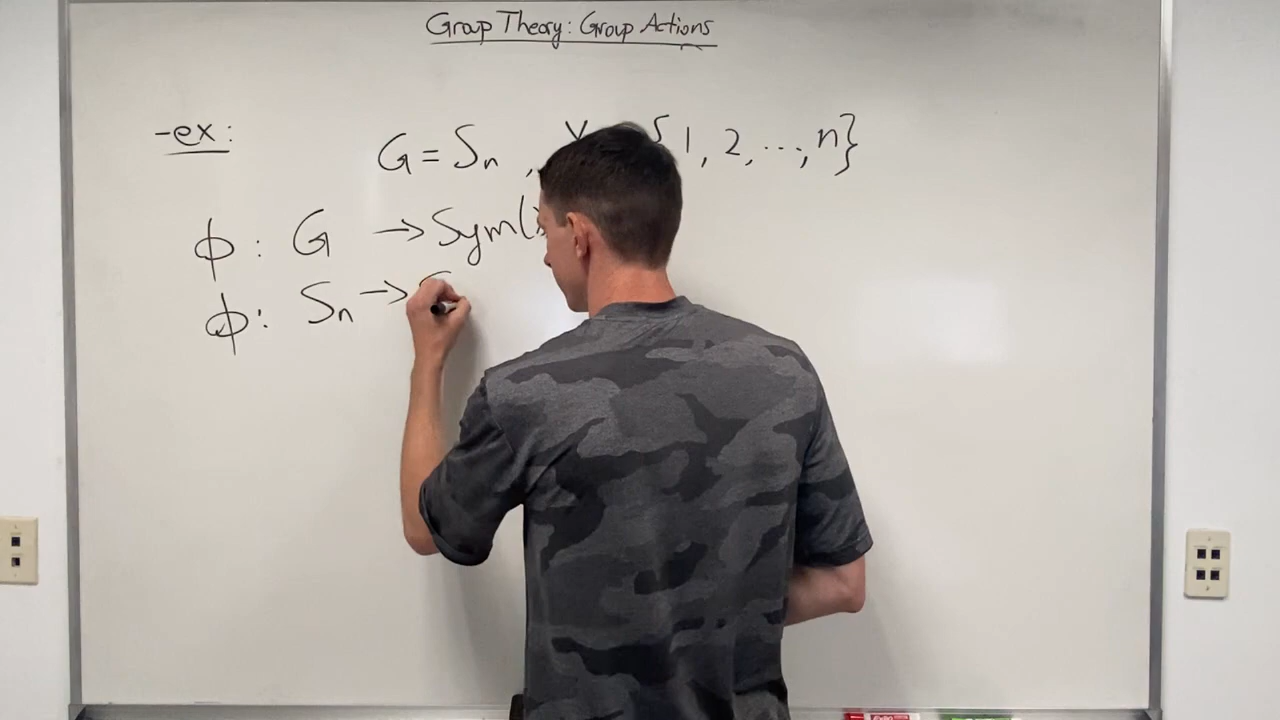 Group Theory: Group Actions
-ex:
G = Sₙ , X 1, 2, ..., n}
ϕ : G → Sym(
ϕ : Sₙ →